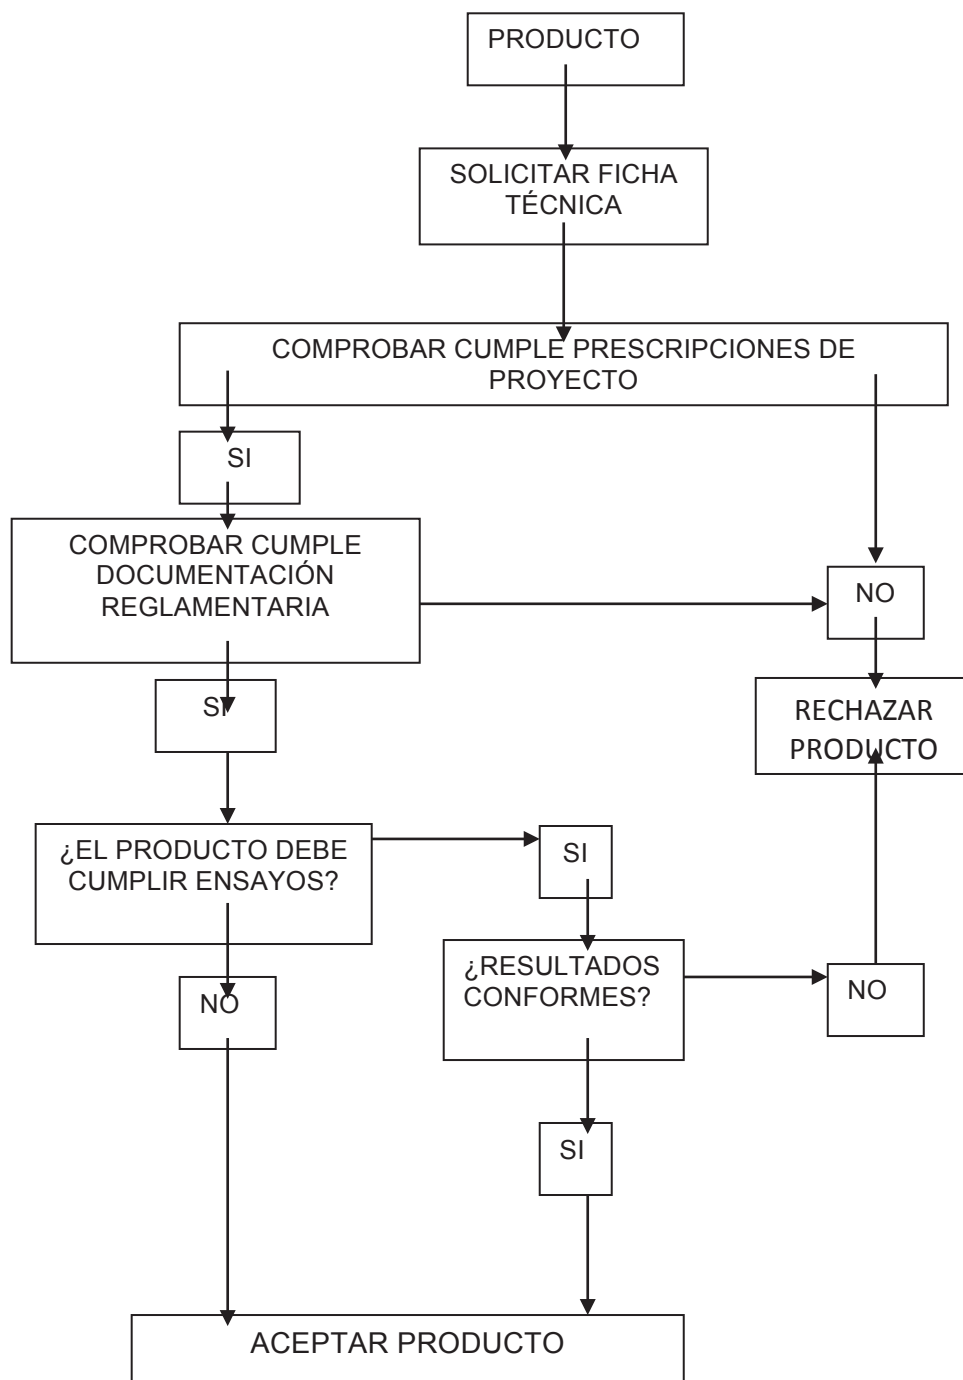 PRODUCTO
SOLICITAR FICHA
TÉCNICA
COMPROBAR CUMPLE PRESCRIPCIONES DE
PROYECTO
SI
COMPROBAR CUMPLE
DOCUMENTACIÓN
REGLAMENTARIA
NO
SI
RECHAZAR
PRODUCTO
¿EL PRODUCTO DEBE
CUMPLIR ENSAYOS?
SI
¿RESULTADOS
CONFORMES?
NO
NO
SI
ACEPTAR PRODUCTO